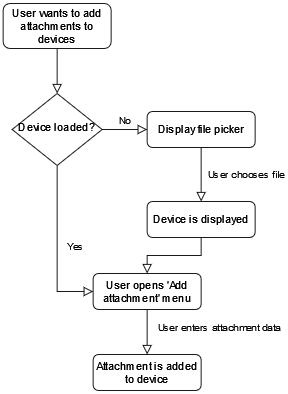 User wants to add
attachments to
devices
Device loaded?
No
Display file picker
User chooses file
Device is displayed
Yes
User opens 'Add
attachment' menu
User enters attachment data
Attachment is added
to device